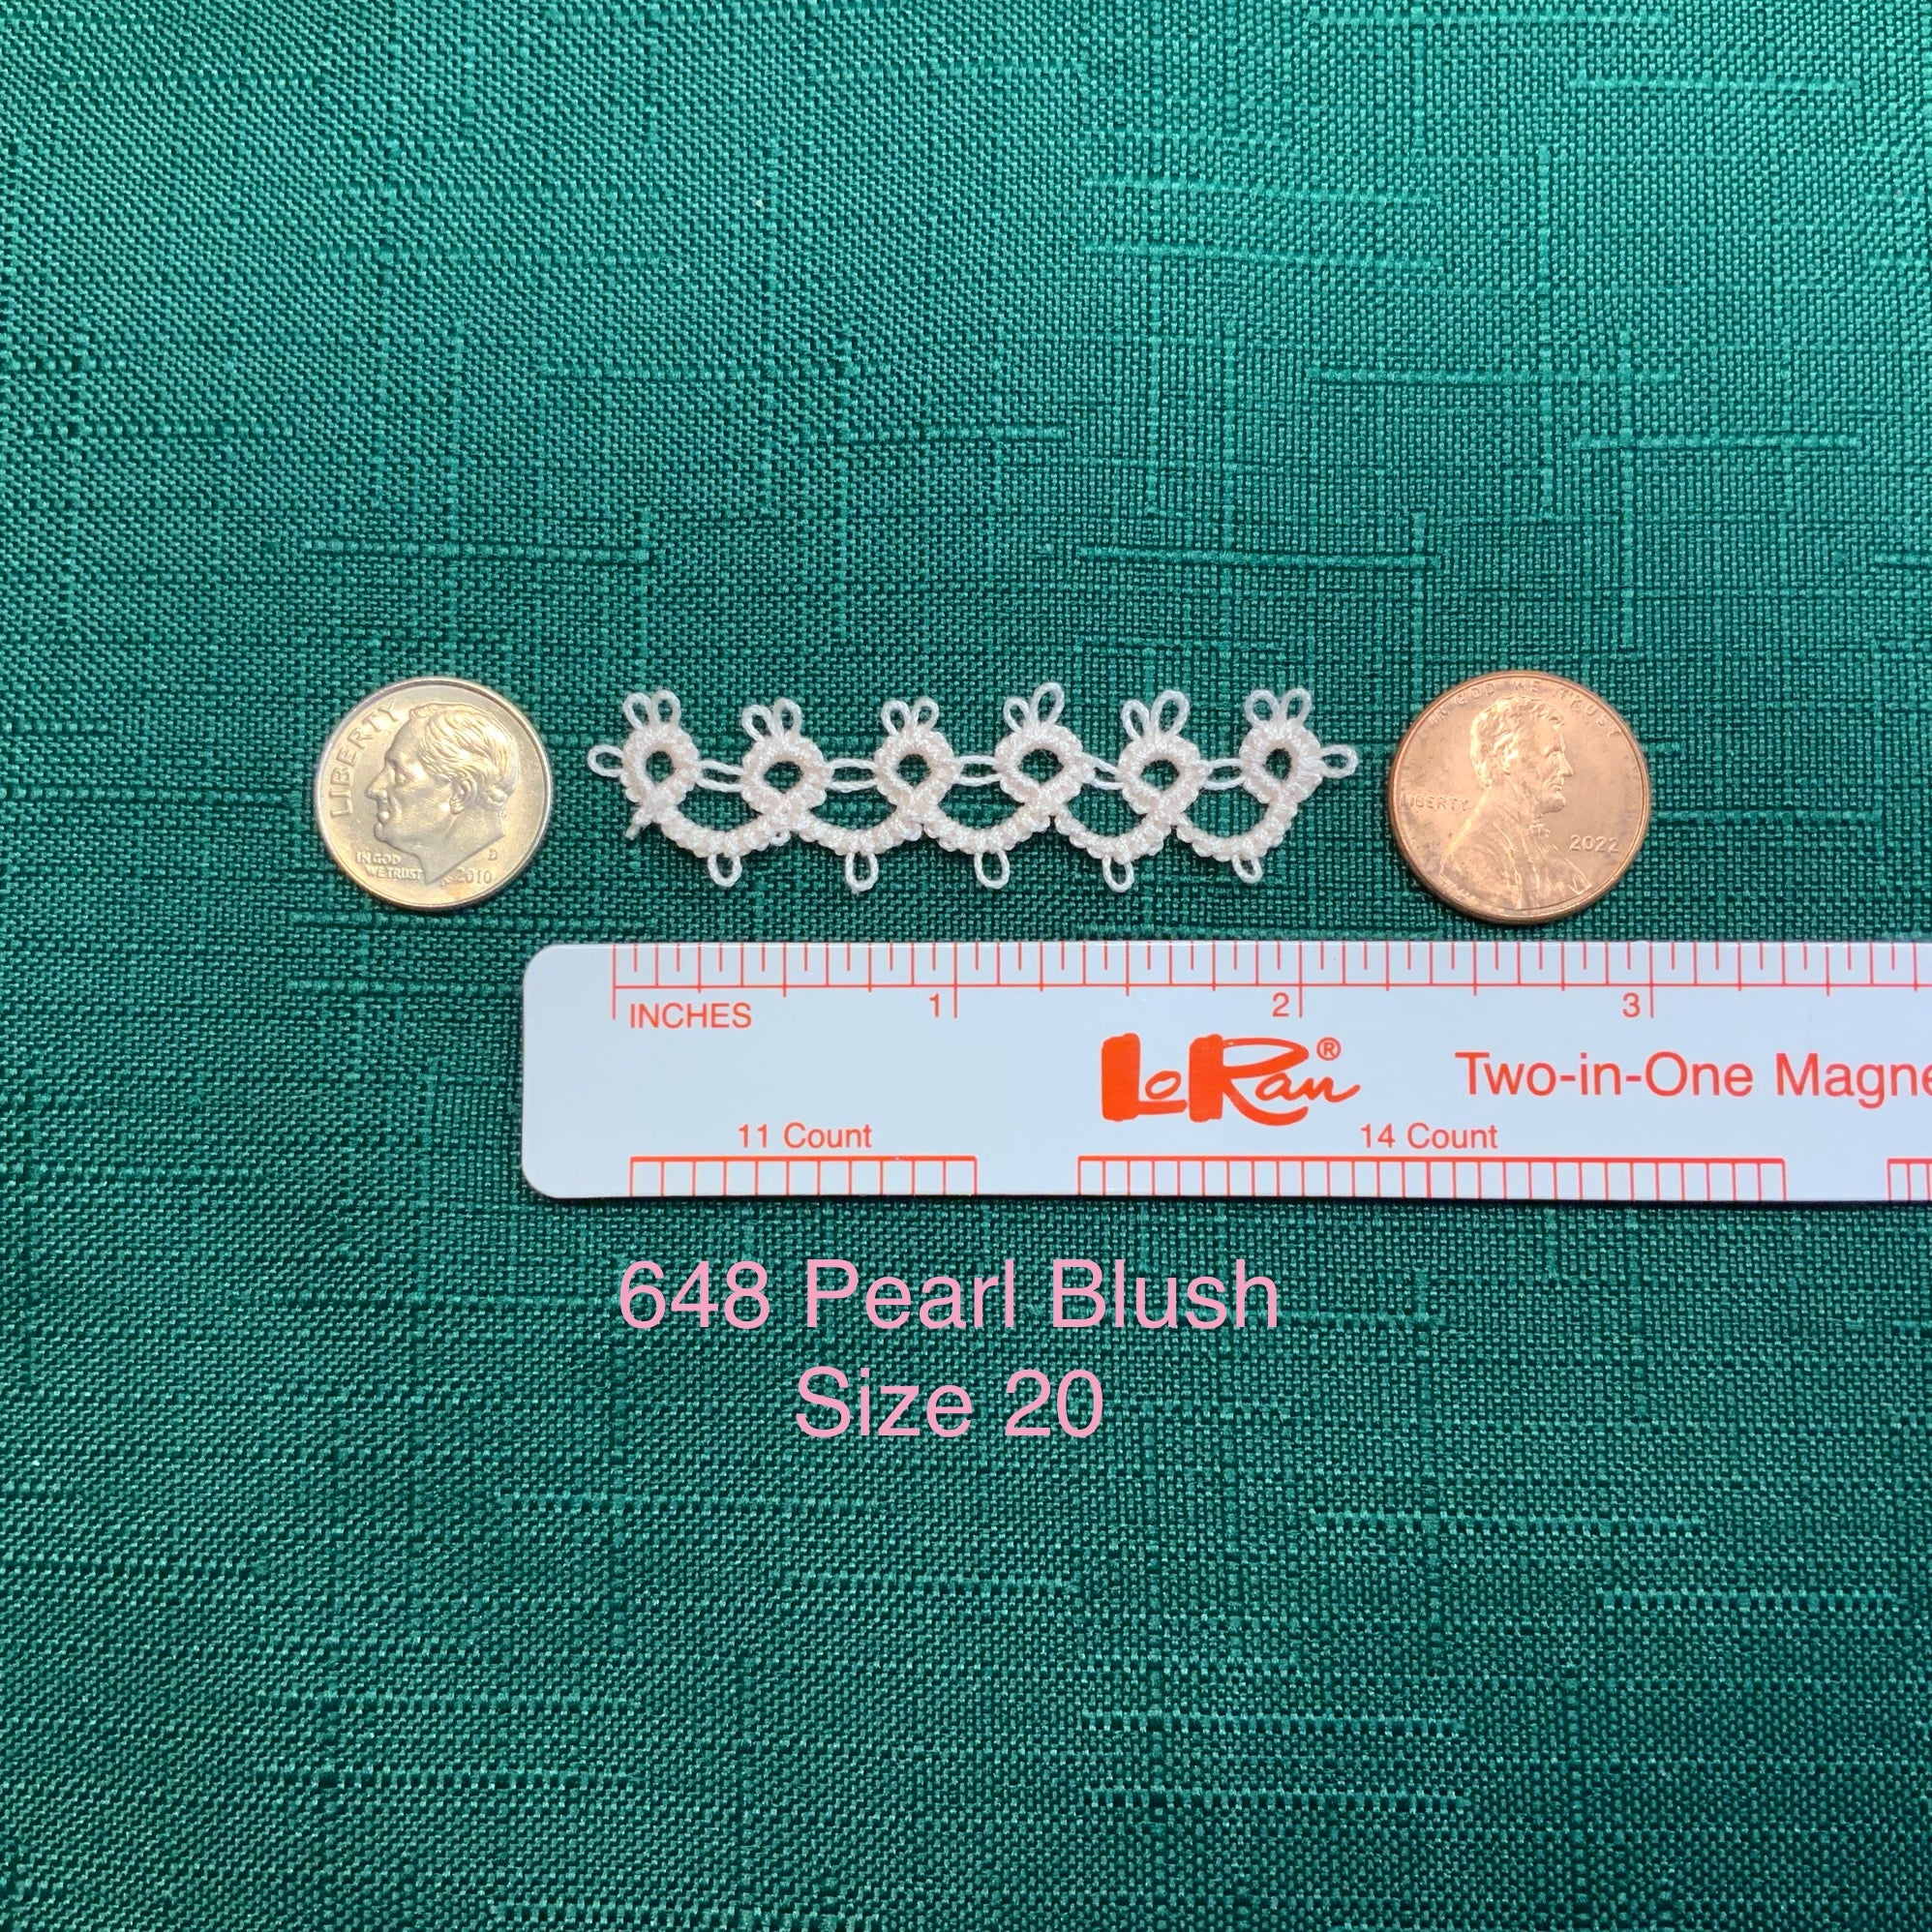 LIBERTY
IN GOD
WE TRUST
D
2010
IN GOD WE TRUST
LIBERTY
2022
INCHES
1
2
3
LoRan®
Two-in-One Magne
11 Count
14 Count
648 Pearl Blush
Size 20